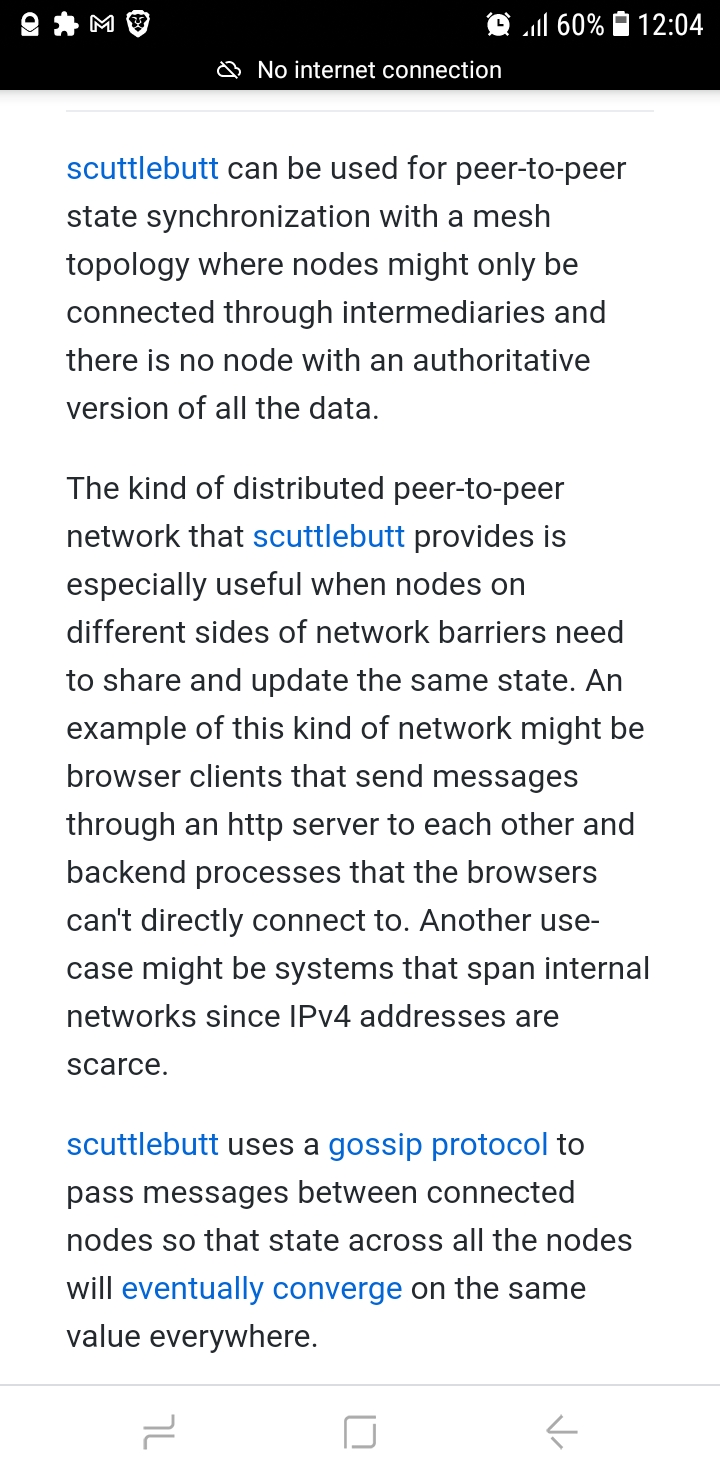 60% 12:04
No internet connection
scuttlebutt can be used for peer-to-peer
state synchronization with a mesh
topology where nodes might only be
connected through intermediaries and
there is no node with an authoritative
version of all the data.
The kind of distributed peer-to-peer
network that scuttlebutt provides is
especially useful when nodes on
different sides of network barriers need
to share and update the same state. An
example of this kind of network might be
browser clients that send messages
through an http server to each other and
backend processes that the browsers
can't directly connect to. Another use-
case might be systems that span internal
networks since IPv4 addresses are
scarce.
scuttlebutt uses a gossip protocol to
pass messages between connected
nodes so that state across all the nodes
will eventually converge on the same
value everywhere.